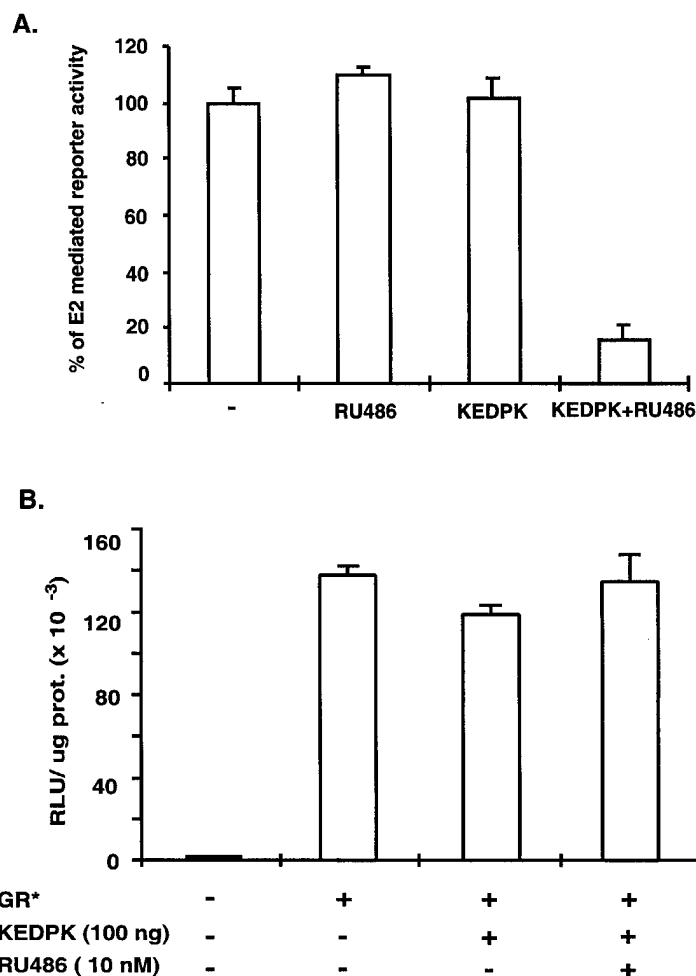 A.
% of E2 mediated reporter activity
120
100
80
60
40
20
0
- RU486 KEDPK KEDPK+RU486
B.
RLU/ ug prot. (x 10 -3)
160
120
80
40
0
GR* - + + +
KEDPK (100 ng) - - + +
RU486 ( 10 nM) - - - +